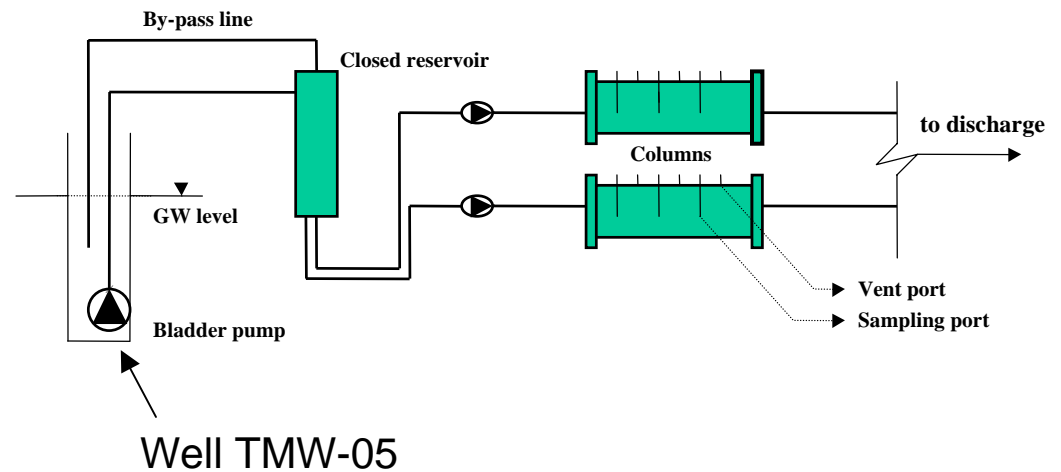 By-pass line
Closed reservoir
to discharge
Columns
GW level
Vent port
Sampling port
Bladder pump
Well TMW-05